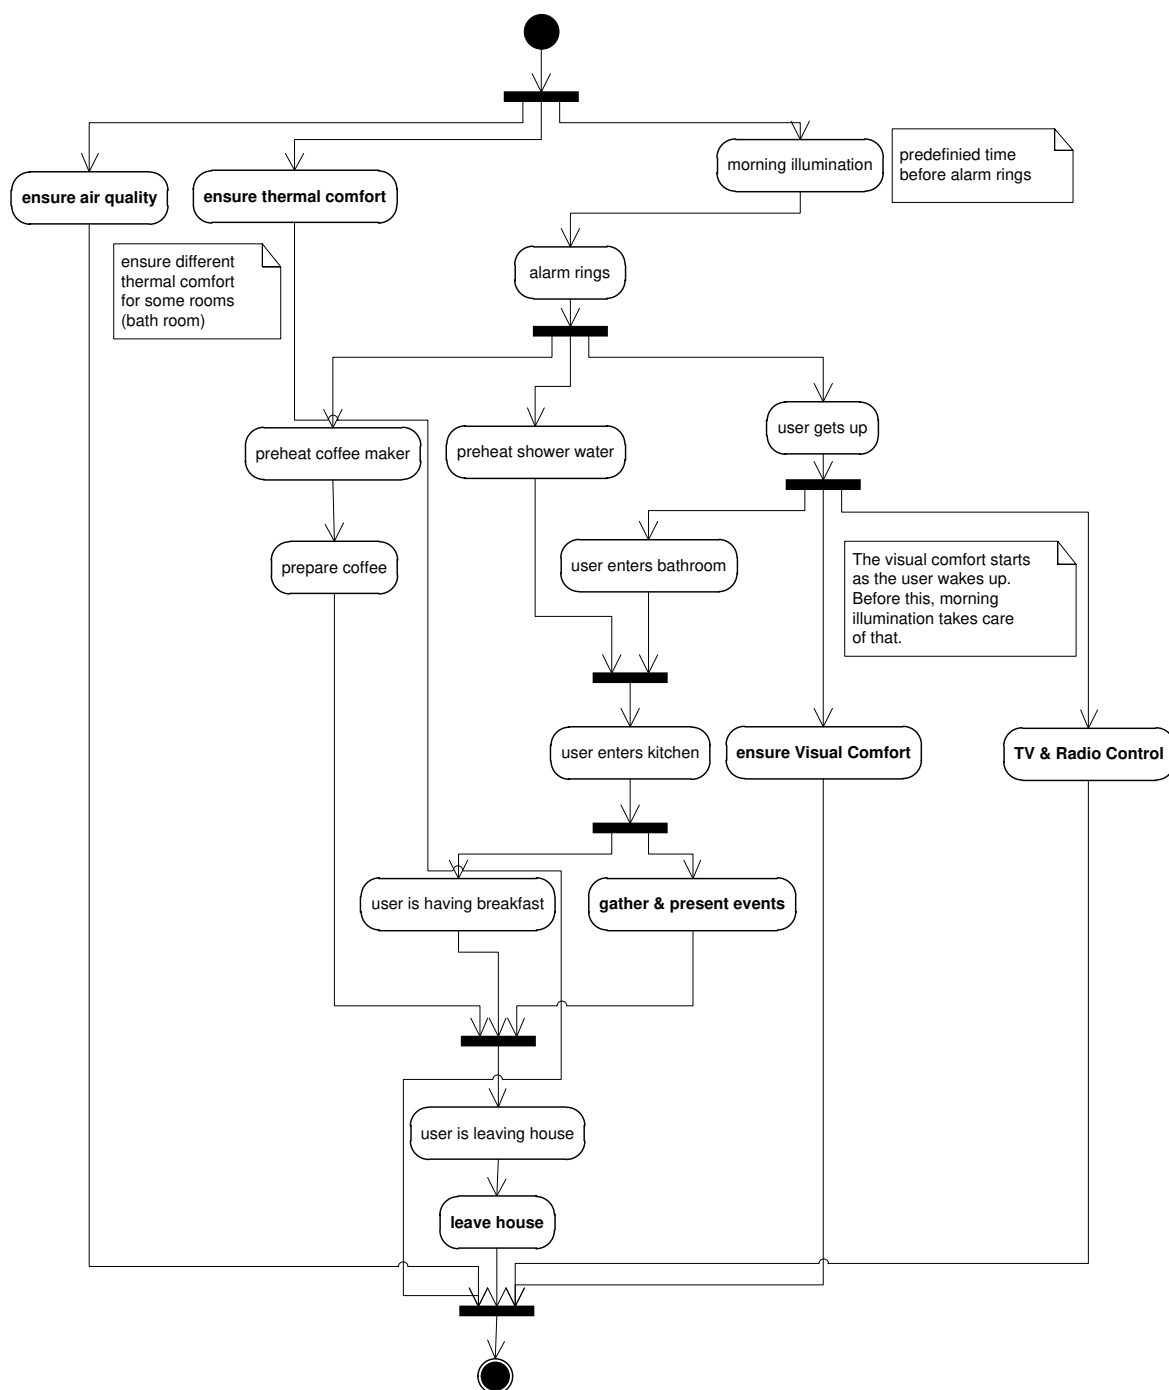 morning illumination
predefinied time
before alarm rings
ensure air quality
ensure thermal comfort
ensure different
thermal comfort
for some rooms
(bath room)
alarm rings
user gets up
preheat coffee maker
preheat shower water
prepare coffee
user enters bathroom
The visual comfort starts
as the user wakes up.
Before this, morning
illumination takes care
of that.
user enters kitchen
ensure Visual Comfort
TV & Radio Control
user is having breakfast
gather & present events
user is leaving house
leave house